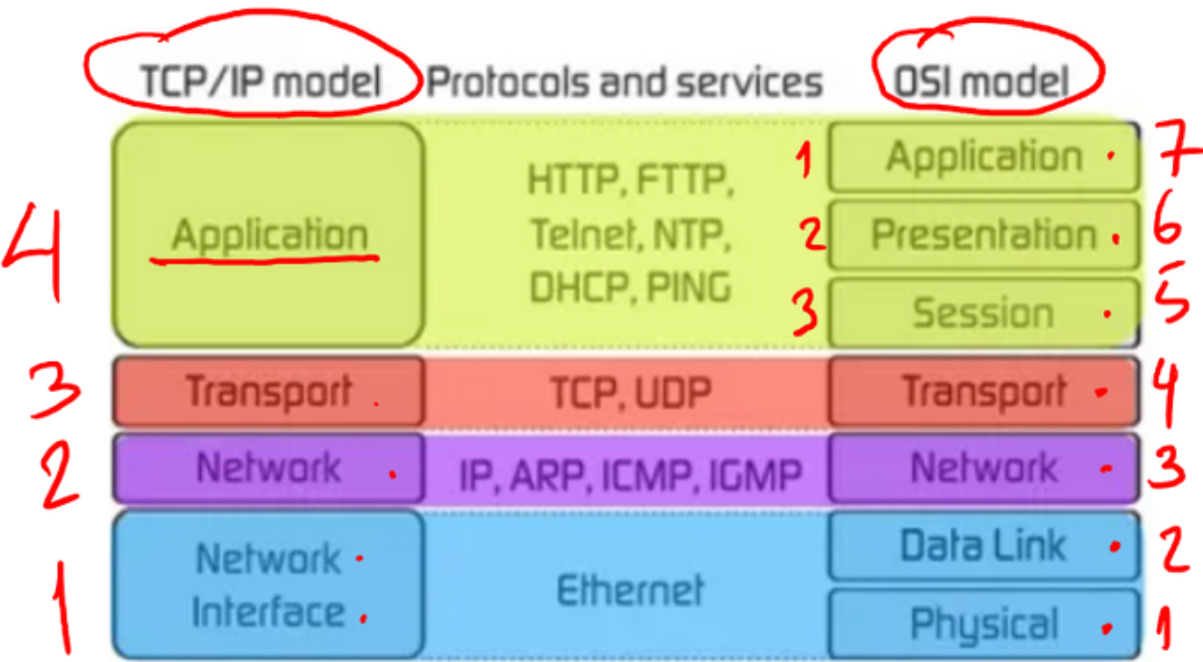 TCP/IP model Protocols and services OSI model
4 Application
HTTP, FTTP,
Telnet, NTP,
DHCP, PING
1 Application 7
2 Presentation 6
3 Session 5
3 Transport TCP, UDP Transport 4
2 Network IP, ARP, ICMP, IGMP Network 3
1 Network
Interface
Ethernet
Data Link 2
Physical 1